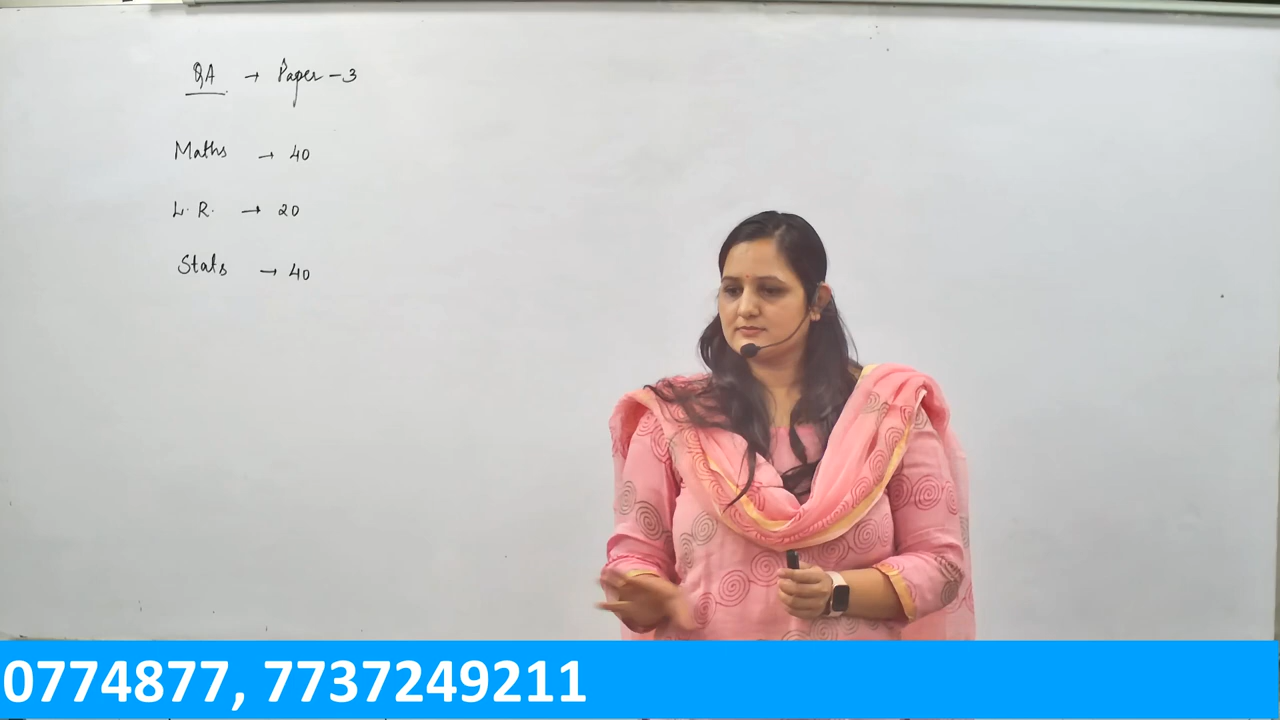 QA → Paper - 3
Maths → 40
L.R. → 20
Stats → 40
0774877, 7737249211